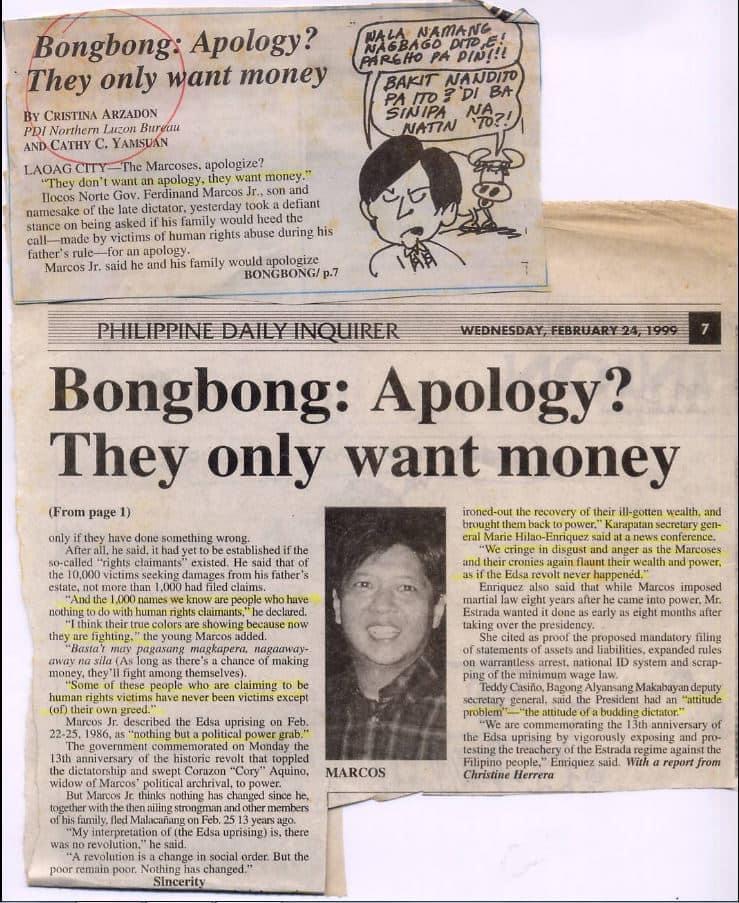 Bongbong: Apology?
They only want money
BY CRISTINA ARZADON
PDI Northern Luzon Bureau
AND CATHY C. YAMSUAN
LAOAG CITY—The Marcoses, apologize?
"They don't want an apology, they want money."
Ilocos Norte Gov. Ferdinand Marcos Jr., son and
namesake of the late dictator, yesterday took a defiant
stance on being asked if his family would heed the
call—made by victims of human rights abuse during his
father's rule—for an apology.
Marcos Jr. said he and his family would apologize
BONGBONG/ p.7
WALA NAMANG
NAGBAGO DITO, E!
PAREHO PA DIN!!!
BAKIT NANDITO
PA ITO? DI BA
SINIPA NA
NATIN 'TO?!
PHILIPPINE DAILY INQUIRER
WEDNESDAY, FEBRUARY 24, 1999
7
Bongbong: Apology?
They only want money
(From page 1)
only if they have done something wrong.
After all, he said, it had yet to be established if the
so-called "rights claimants" existed. He said that of
the 10,000 victims seeking damages from his father's
estate, not more than 1,000 had filed claims.
"And the 1,000 names we know are people who have
nothing to do with human rights claimants," he declared.
"I think their true colors are showing because now
they are fighting," the young Marcos added.
"Basta't may pagasang magkapera, nagaaway-
away na sila (As long as there's a chance of making
money, they'll fight among themselves).
"Some of these people who are claiming to be
human rights victims have never been victims except
(of) their own greed."
Marcos Jr. described the Edsa uprising on Feb.
22-25, 1986, as "nothing but a political power grab."
The government commemorated on Monday the
13th anniversary of the historic revolt that toppled
the dictatorship and swept Corazon "Cory" Aquino,
widow of Marcos' political archrival, to power.
But Marcos Jr. thinks nothing has changed since he,
together with the then ailing strongman and other members
of his family, fled Malacañang on Feb. 25 13 years ago.
"My interpretation of (the Edsa uprising) is, there
was no revolution," he said.
"A revolution is a change in social order. But the
poor remain poor. Nothing has changed."
Sincerity
MARCOS
ironed-out the recovery of their ill-gotten wealth, and
brought them back to power," Karapatan secretary gen-
eral Marie Hilao-Enriquez said at a news conference.
"We cringe in disgust and anger as the Marcoses
and their cronies again flaunt their wealth and power,
as if the Edsa revolt never happened."
Enriquez also said that while Marcos imposed
martial law eight years after he came into power, Mr.
Estrada wanted it done as early as eight months after
taking over the presidency.
She cited as proof the proposed mandatory filing
of statements of assets and liabilities, expanded rules
on warrantless arrest, national ID system and scrap-
ping of the minimum wage law.
Teddy Casiño, Bagong Alyansang Makabayan deputy
secretary general, said the President had an "attitude
problem"—"the attitude of a budding dictator."
"We are commemorating the 13th anniversary of
the Edsa uprising by vigorously exposing and pro-
testing the treachery of the Estrada regime against the
Filipino people," Enriquez said. With a report from
Christine Herrera